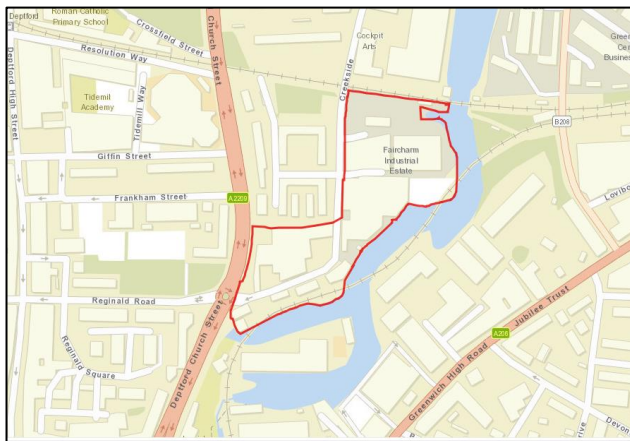 Deptford
Roman Catholic
Primary School
Crossfield Street
Resolution Way
Church Street
Cockpit
Arts
Deptford High Street
Tidemill
Academy
Tidemill Way
Creekside
B208
Giffin Street
Faircharm
Industrial
Estate
Frankham Street
A2209
Reginald Road
Reginald Square
Deptford Church Street
A206
Jubilee Trust
Greenwich High Road